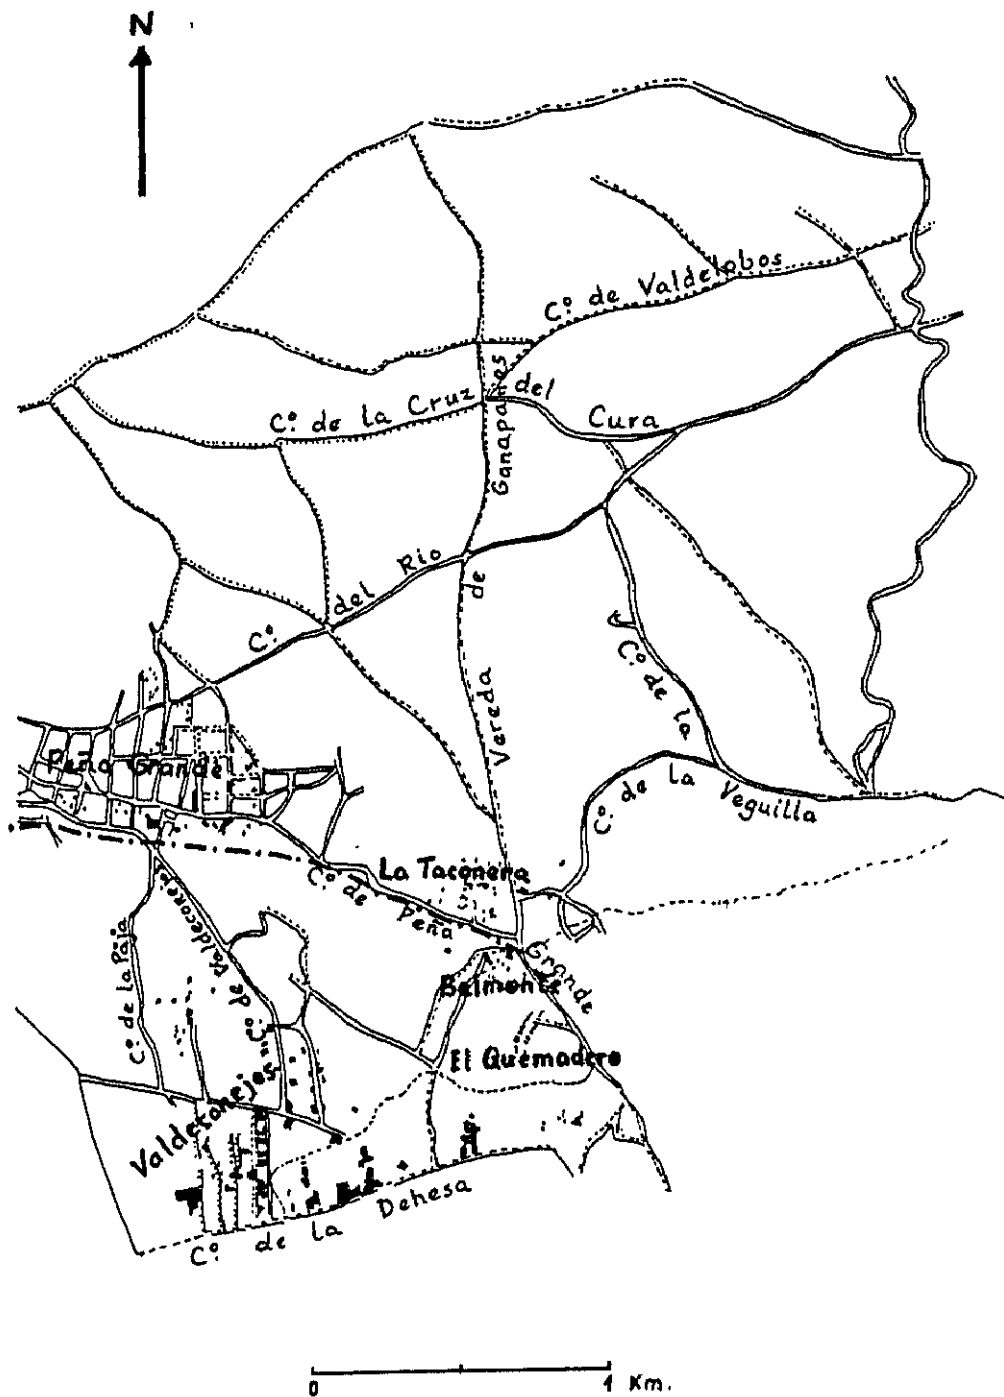 N
Cº de Valdelobos
Cº de la Cruz del Cura
Vereda de Ganapanes
Cº del Rio
Cº de la
Peña Grande
Cº de la Veguilla
La Taconera
Cº de Peña Grande
Cº de la Paja
Cº de Valdeconejos
Belmonte
El Quemadero
Valdeconejos
Cº de la Dehesa
0 1 Km.